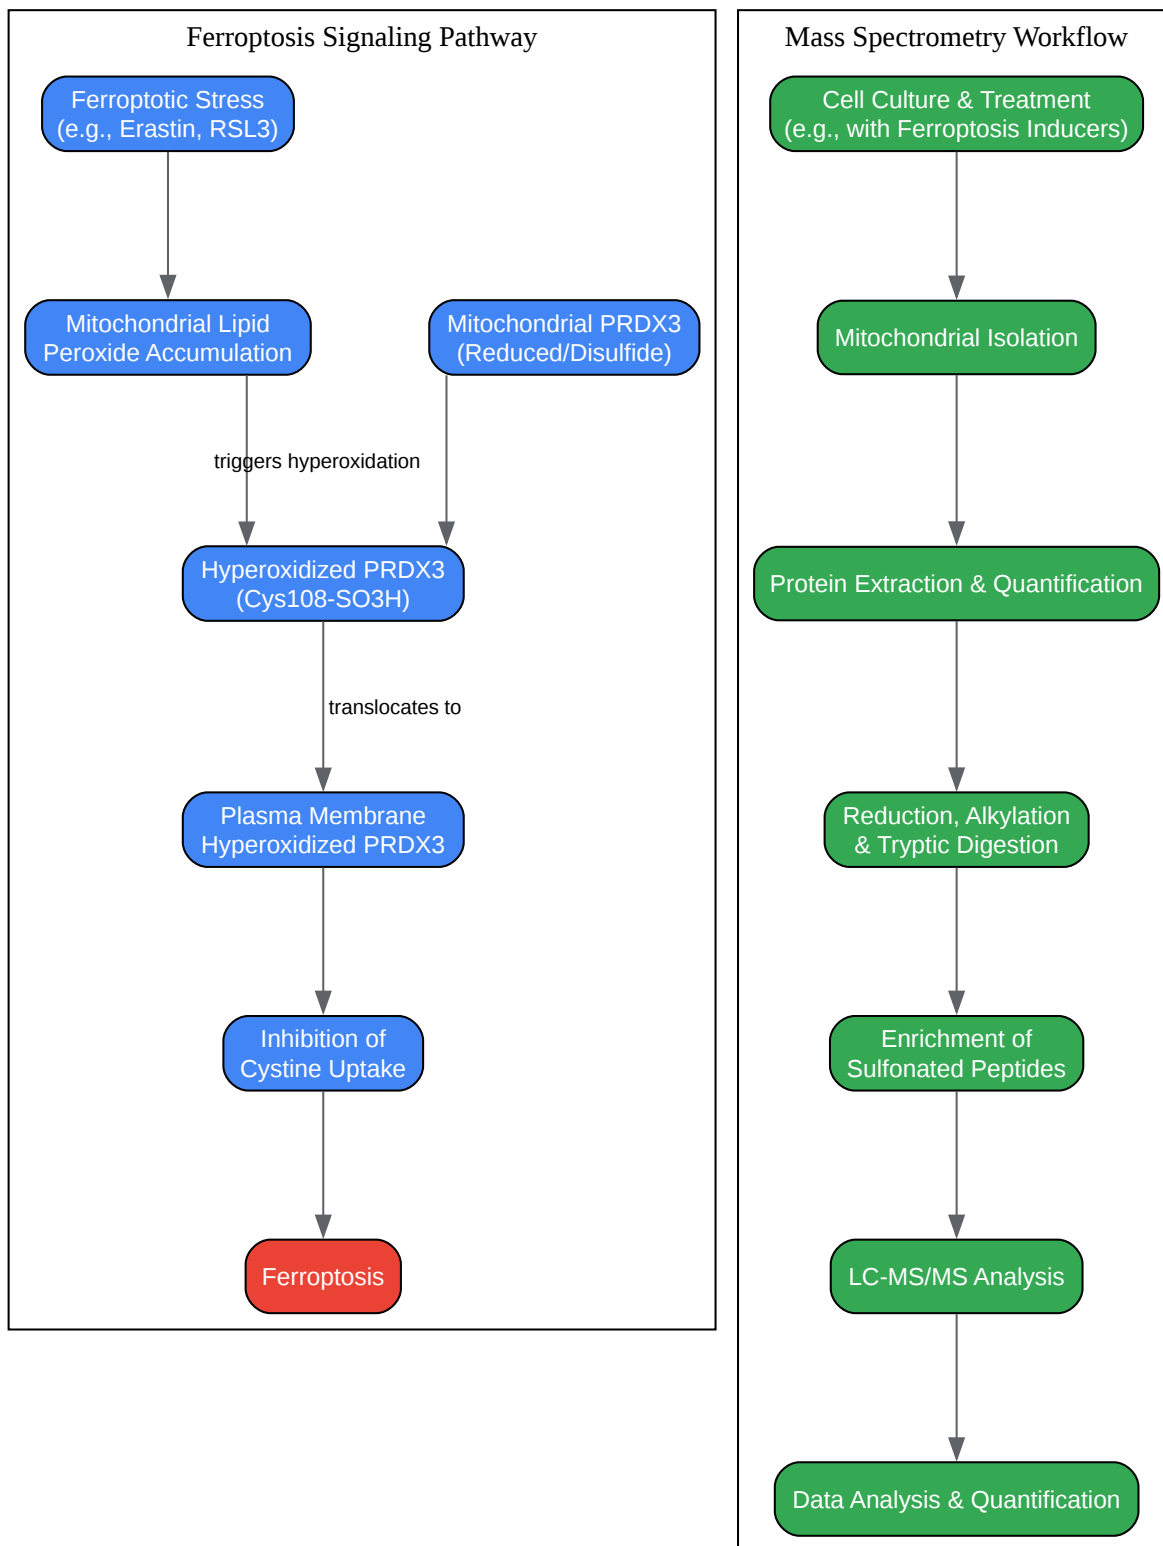 Ferroptosis Signaling Pathway
Ferroptotic Stress
(e.g., Erastin, RSL3)
Mitochondrial Lipid
Peroxide Accumulation
Mitochondrial PRDX3
(Reduced/Disulfide)
triggers hyperoxidation
Hyperoxidized PRDX3
(Cys108-SO3H)
translocates to
Plasma Membrane
Hyperoxidized PRDX3
Inhibition of
Cystine Uptake
Ferroptosis
Mass Spectrometry Workflow
Cell Culture & Treatment
(e.g., with Ferroptosis Inducers)
Mitochondrial Isolation
Protein Extraction & Quantification
Reduction, Alkylation
& Tryptic Digestion
Enrichment of
Sulfonated Peptides
LC-MS/MS Analysis
Data Analysis & Quantification